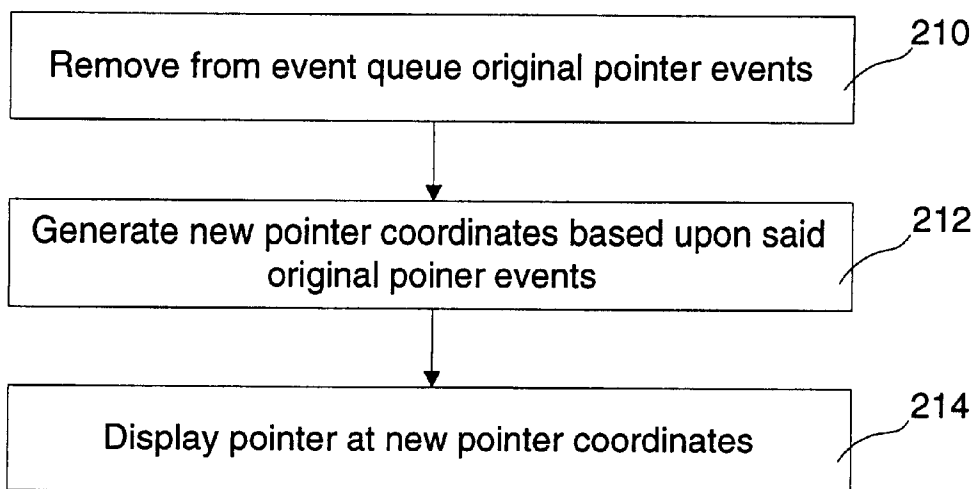 Remove from event queue original pointer events
210
Generate new pointer coordinates based upon said
original poiner events
212
Display pointer at new pointer coordinates
214